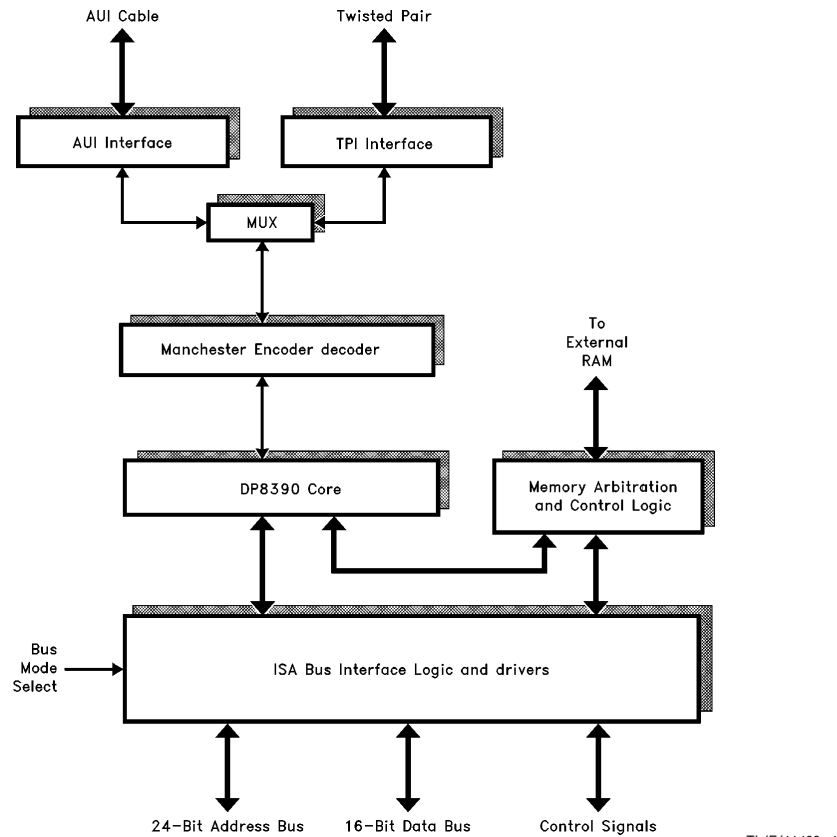 AUI Cable
Twisted Pair
AUI Interface
TPI Interface
MUX
Manchester Encoder decoder
To
External
RAM
DP8390 Core
Memory Arbitration
and Control Logic
Bus
Mode
Select
ISA Bus Interface Logic and drivers
24-Bit Address Bus
16-Bit Data Bus
Control Signals